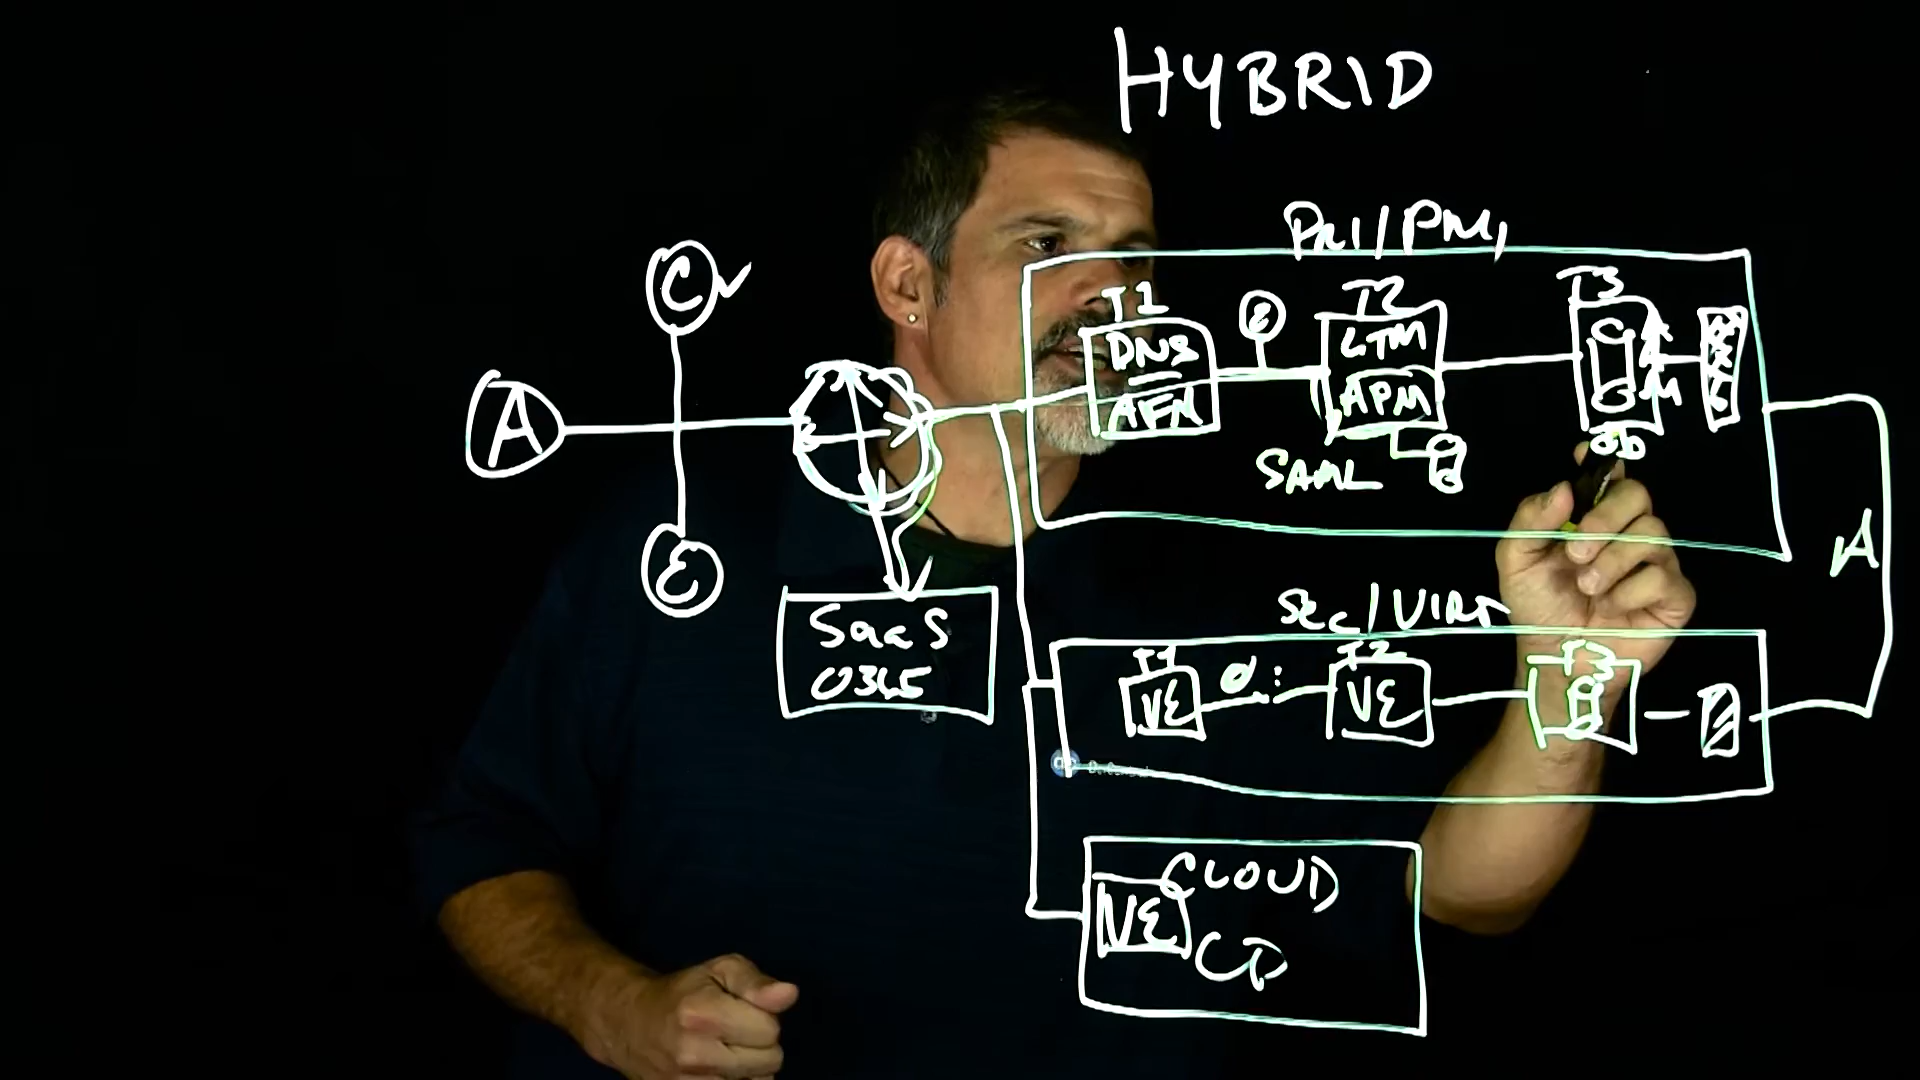 HYBRID
PRI/PHY
C
T1
T2
T3
DNS
LTM
AFM
APM
A
SAML
A
E
SEC/VIRT
SaaS
O365
T1
T2
T3
VE
VE
CLOUD
VE
CD